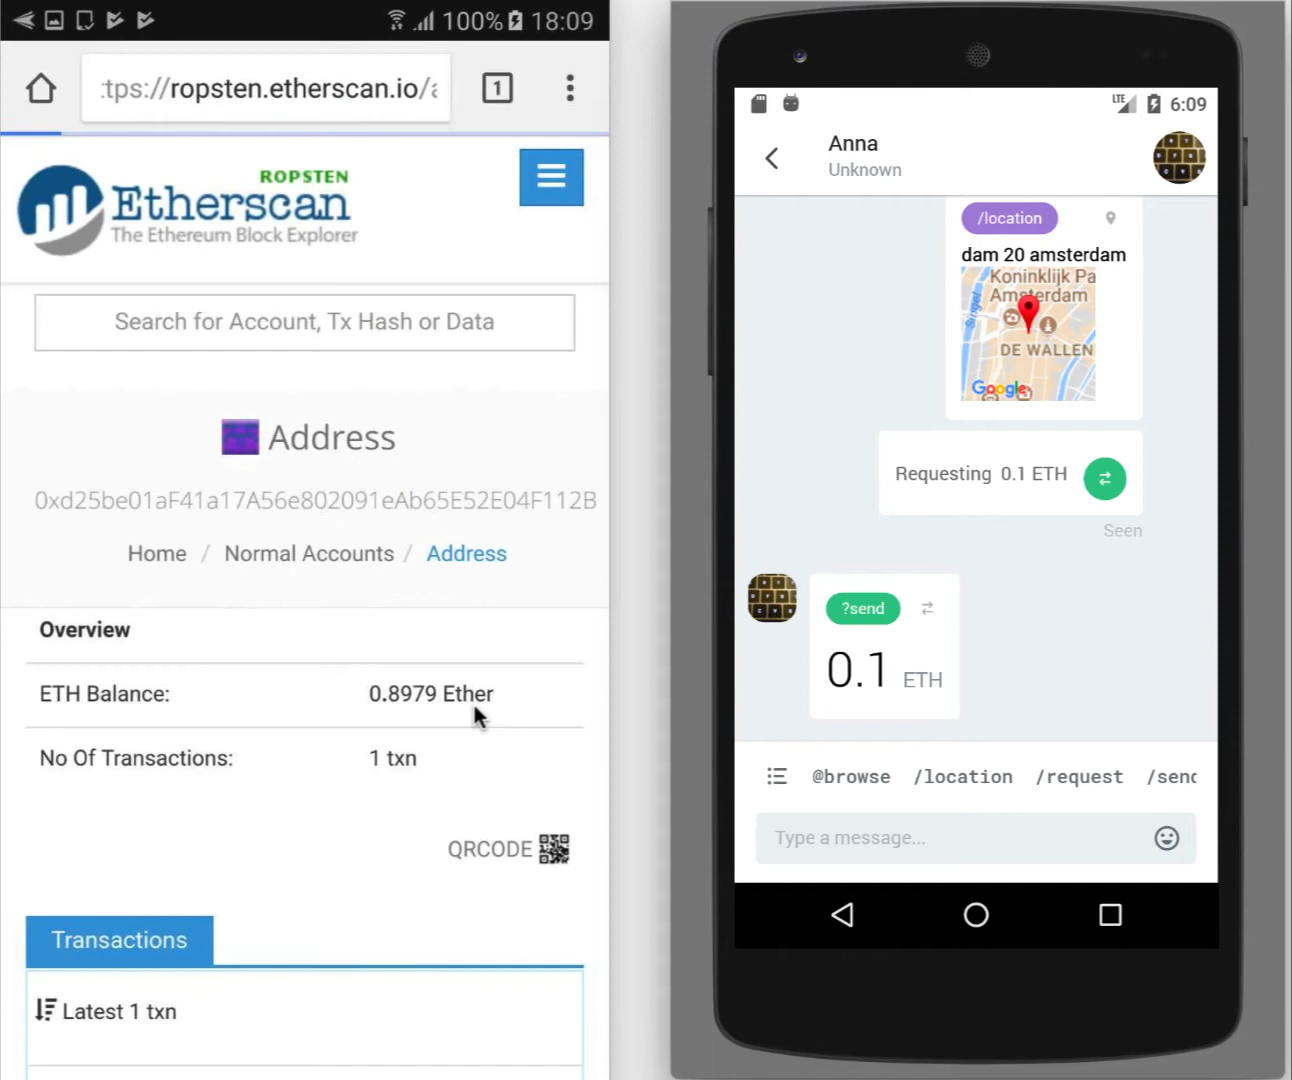 100% 18:09
:tps://ropsten.etherscan.io/a
1
ROPSTEN
Etherscan
The Ethereum Block Explorer
Search for Account, Tx Hash or Data
Address
0xd25be01aF41a17A56e802091eAb65E52E04F112B
Home / Normal Accounts / Address
Overview
ETH Balance: 0.8979 Ether
No Of Transactions: 1 txn
QRCODE
Transactions
Latest 1 txn
LTE 6:09
Anna
Unknown
/location
dam 20 amsterdam
Koninklijk Pa
Amsterdam
Singel
DE WALLEN
Google
Requesting 0.1 ETH
Seen
?send
0.1 ETH
@browse /location /request /send
Type a message...